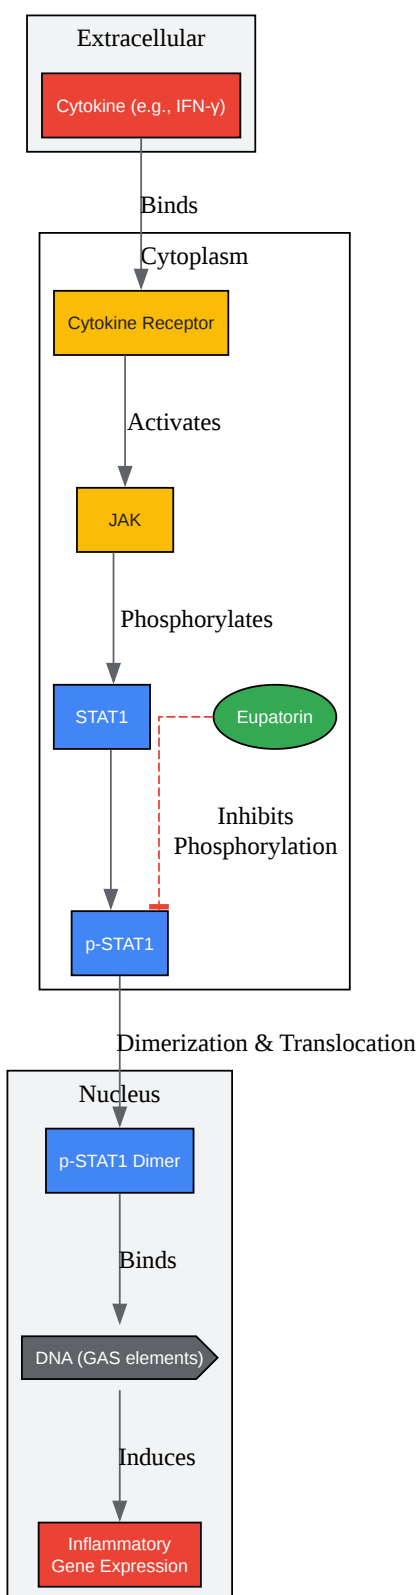 Extracellular
Cytokine (e.g., IFN-γ)
Binds
Cytoplasm
Cytokine Receptor
Activates
JAK
Phosphorylates
STAT1
Eupatorin
Inhibits
Phosphorylation
p-STAT1
Dimerization & Translocation
Nucleus
p-STAT1 Dimer
Binds
DNA (GAS elements)
Induces
Inflammatory
Gene Expression